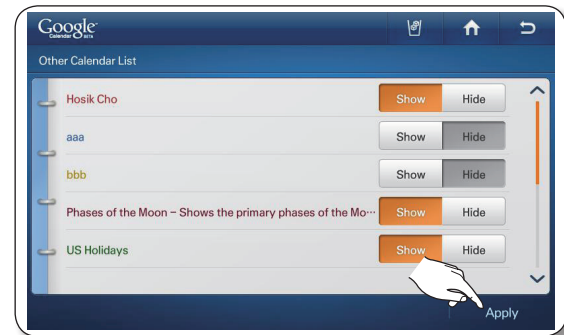 Google
Calendar BETA
Other Calendar List
Hosik Cho Show Hide
aaa Show Hide
bbb Show Hide
Phases of the Moon – Shows the primary phases of the Mo··· Show Hide
US Holidays Show Hide
Apply